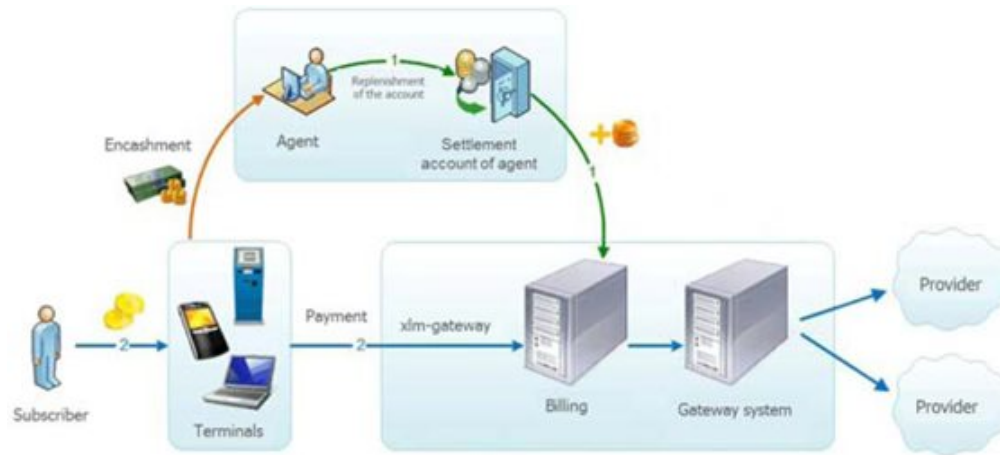 1
Replenishment
of the account
Agent
Settlement
account of agent
Encashment
1
2
Payment
2
xlm-gateway
Provider
Subscriber
Terminals
Billing
Gateway system
Provider